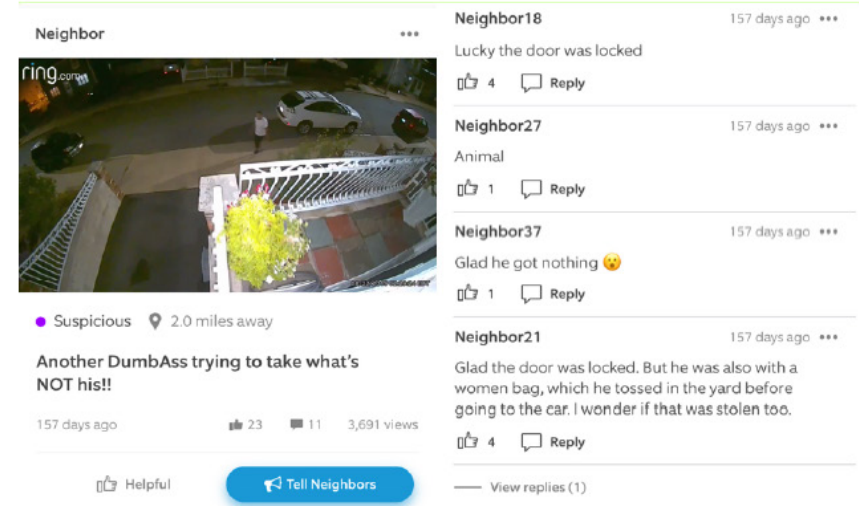 Neighbor
ring.com
Suspicious 2.0 miles away
Another DumbAss trying to take what's
NOT his!!
157 days ago 23 11 3,691 views
Helpful Tell Neighbors
Neighbor18 157 days ago
Lucky the door was locked
4 Reply
Neighbor27 157 days ago
Animal
1 Reply
Neighbor37 157 days ago
Glad he got nothing 😮
1 Reply
Neighbor21 157 days ago
Glad the door was locked. But he was also with a
women bag, which he tossed in the yard before
going to the car. I wonder if that was stolen too.
4 Reply
View replies (1)